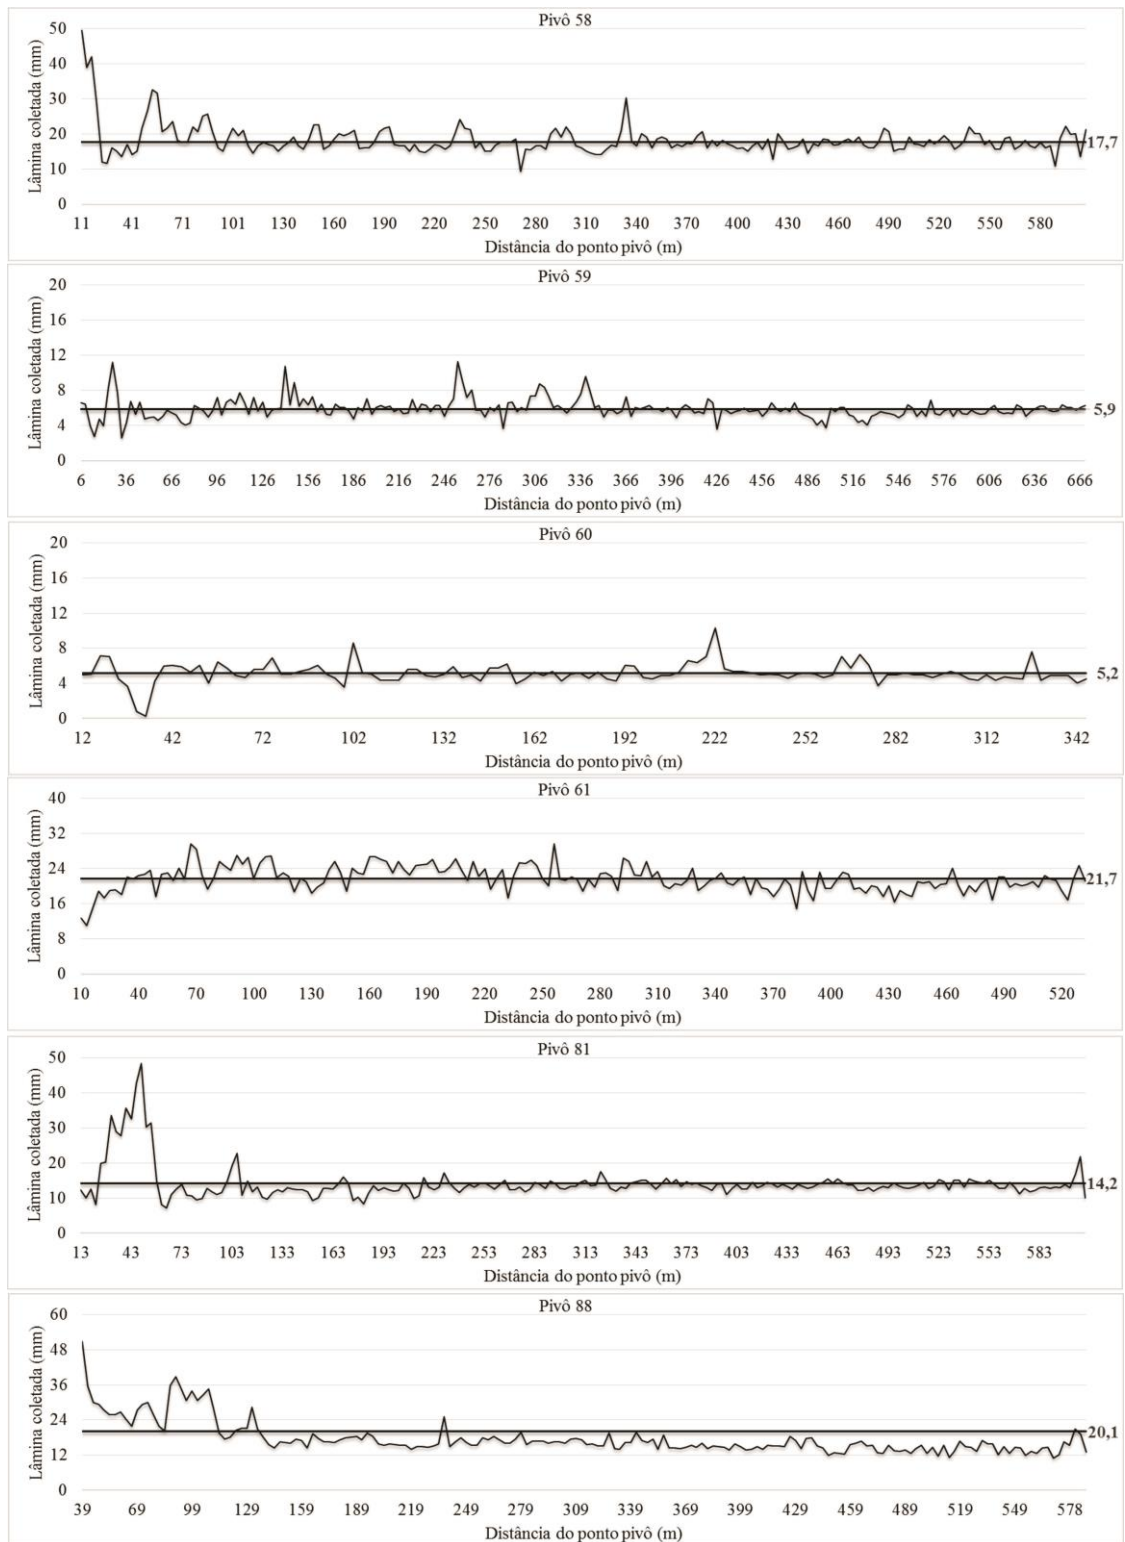 Pivô 58
Lâmina coletada (mm)
50
40
30
20
10
0
17,7
11 41 71 101 130 160 190 220 250 280 310 340 370 400 430 460 490 520 550 580
Distância do ponto pivô (m)
Pivô 59
Lâmina coletada (mm)
20
16
12
8
4
0
5,9
6 36 66 96 126 156 186 216 246 276 306 336 366 396 426 456 486 516 546 576 606 636 666
Distância do ponto pivô (m)
Pivô 60
Lâmina coletada (mm)
20
16
12
8
4
0
5,2
12 42 72 102 132 162 192 222 252 282 312 342
Distância do ponto pivô (m)
Pivô 61
Lâmina coletada (mm)
40
32
24
16
8
0
21,7
10 40 70 100 130 160 190 220 250 280 310 340 370 400 430 460 490 520
Distância do ponto pivô (m)
Pivô 81
Lâmina coletada (mm)
50
40
30
20
10
0
14,2
13 43 73 103 133 163 193 223 253 283 313 343 373 403 433 463 493 523 553 583
Distância do ponto pivô (m)
Pivô 88
Lâmina coletada (mm)
60
48
36
24
12
0
20,1
39 69 99 129 159 189 219 249 279 309 339 369 399 429 459 489 519 549 578
Distância do ponto pivô (m)